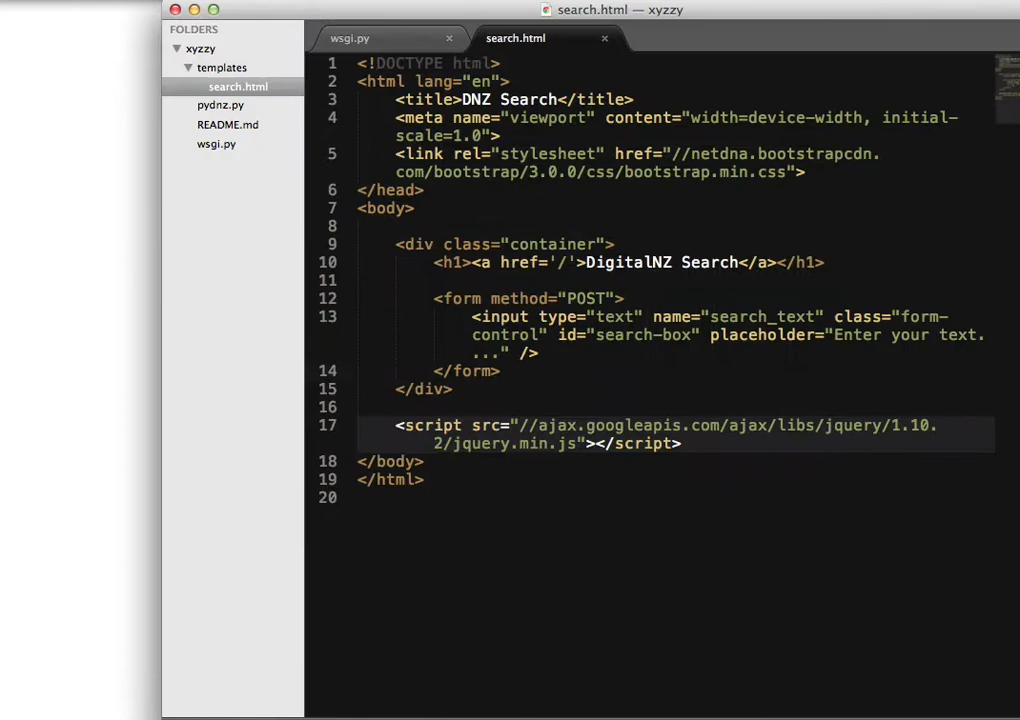 search.html — xyzzy
FOLDERS
xyzzy
templates
search.html
pydnz.py
README.md
wsgi.py
wsgi.py × search.html ×
1 <!DOCTYPE html>
2 <html lang="en">
3 <title>DNZ Search</title>
4 <meta name="viewport" content="width=device-width, initial-
scale=1.0">
5 <link rel="stylesheet" href="//netdna.bootstrapcdn.
com/bootstrap/3.0.0/css/bootstrap.min.css">
6 </head>
7 <body>
8
9 <div class="container">
10 <h1><a href='/'>DigitalNZ Search</a></h1>
11
12 <form method="POST">
13 <input type="text" name="search_text" class="form-
control" id="search-box" placeholder="Enter your text.
..." />
14 </form>
15 </div>
16
17 <script src="//ajax.googleapis.com/ajax/libs/jquery/1.10.
2/jquery.min.js"></script>
18 </body>
19 </html>
20